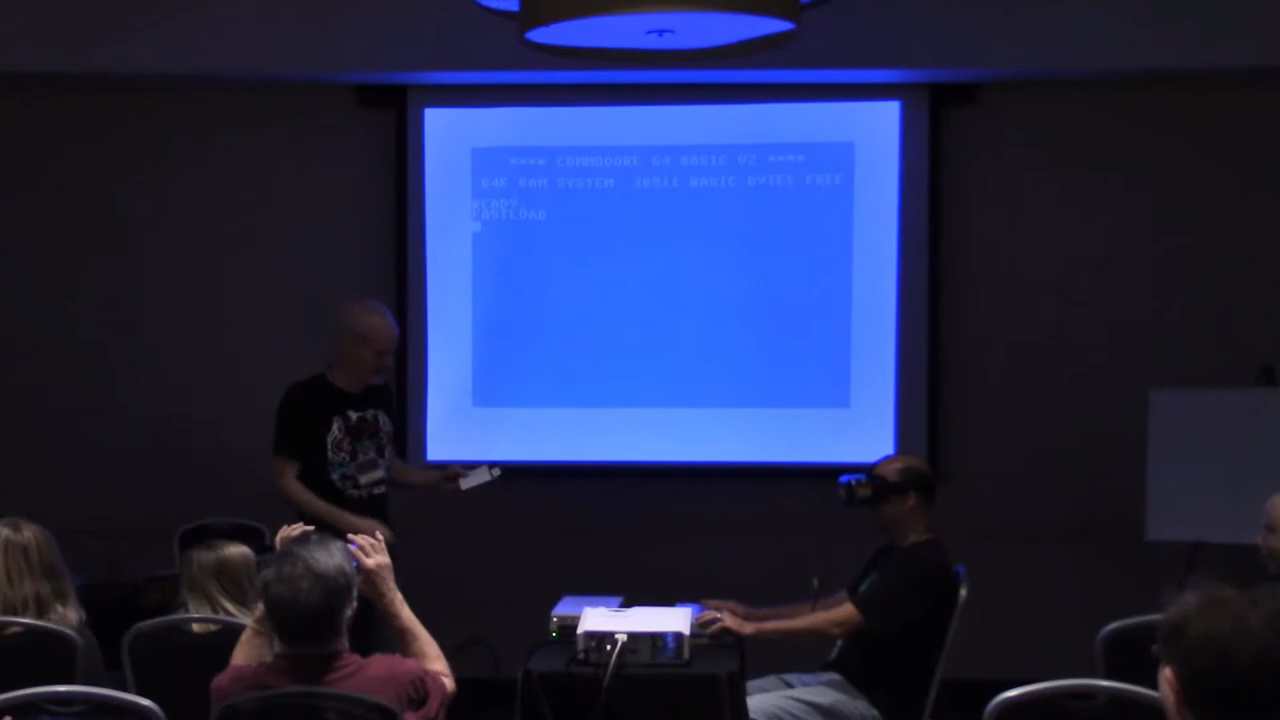 **** COMMODORE 64 BASIC V2 ****
64K RAM SYSTEM 38911 BASIC BYTES FREE
READY.
FASTLOAD